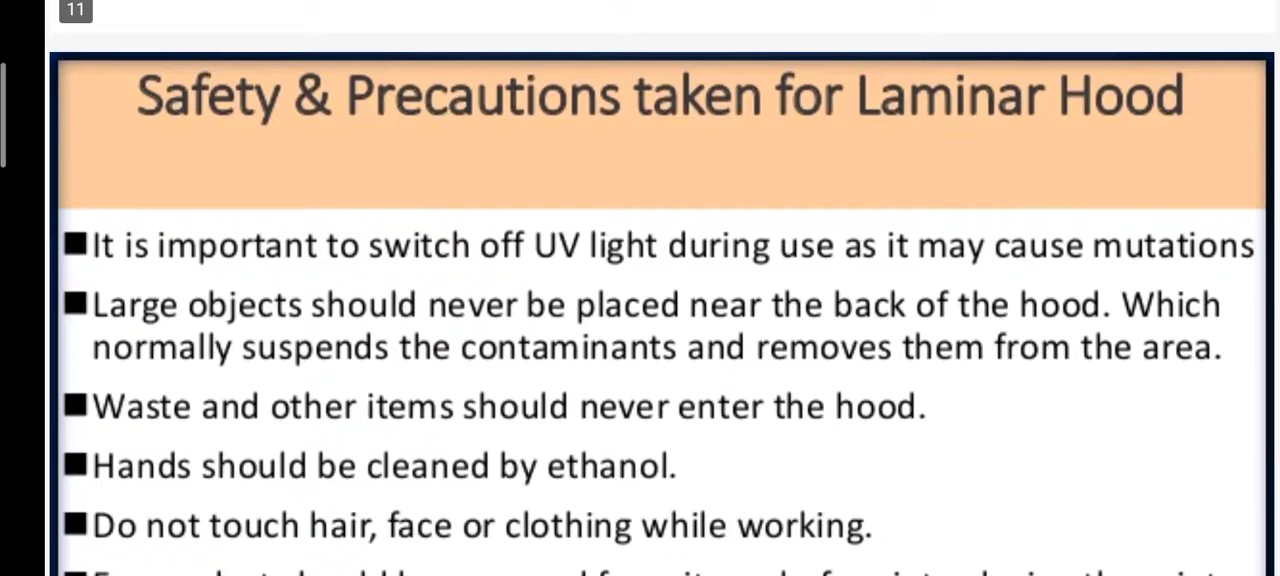 11
Safety & Precautions taken for Laminar Hood
■It is important to switch off UV light during use as it may cause mutations
■Large objects should never be placed near the back of the hood. Which
normally suspends the contaminants and removes them from the area.
■Waste and other items should never enter the hood.
■Hands should be cleaned by ethanol.
■Do not touch hair, face or clothing while working.